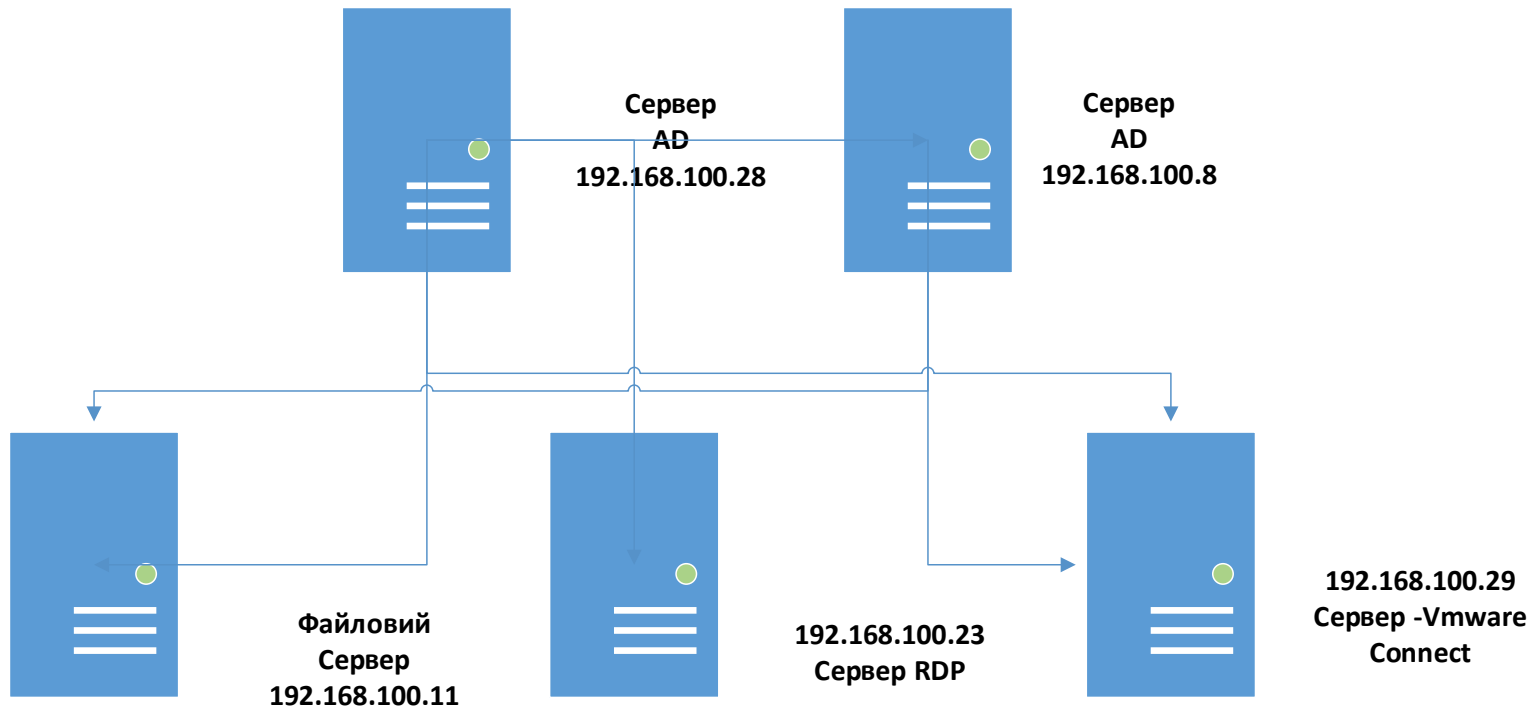 Сервер
AD
192.168.100.28
Сервер
AD
192.168.100.8
Файловий
Сервер
192.168.100.11
192.168.100.23
Сервер RDP
192.168.100.29
Сервер -Vmware
Connect